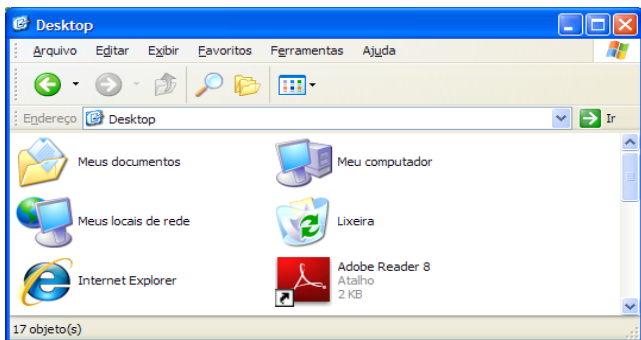 Desktop
Arquivo Editar Exibir Favoritos Ferramentas Ajuda
Endereço Desktop Ir
Meus documentos Meu computador
Meus locais de rede Lixeira
Internet Explorer Adobe Reader 8
Atalho
2 KB
17 objeto(s)